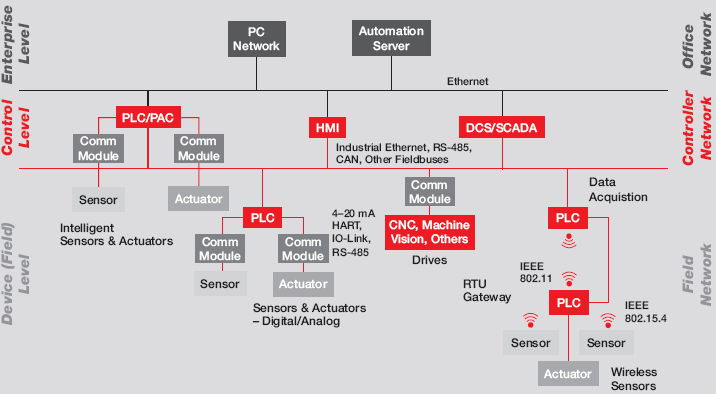 Enterprise
Level
PC
Network
Automation
Server
Office
Network
Ethernet
Control
Level
PLC/PAC
HMI
DCS/SCADA
Controller
Network
Comm
Module
Comm
Module
Industrial Ethernet, RS-485,
CAN, Other Fieldbuses
Sensor
Actuator
Intelligent
Sensors & Actuators
Comm
Module
Data
Acquistion
Device (Field)
Level
PLC
4–20 mA
HART,
IO-Link,
RS-485
CNC, Machine
Vision, Others
Drives
PLC
Field
Network
Comm
Module
Comm
Module
Sensor
Actuator
Sensors & Actuators
– Digital/Analog
IEEE
802.11
RTU
Gateway
PLC
IEEE
802.15.4
Sensor
Sensor
Actuator
Wireless
Sensors